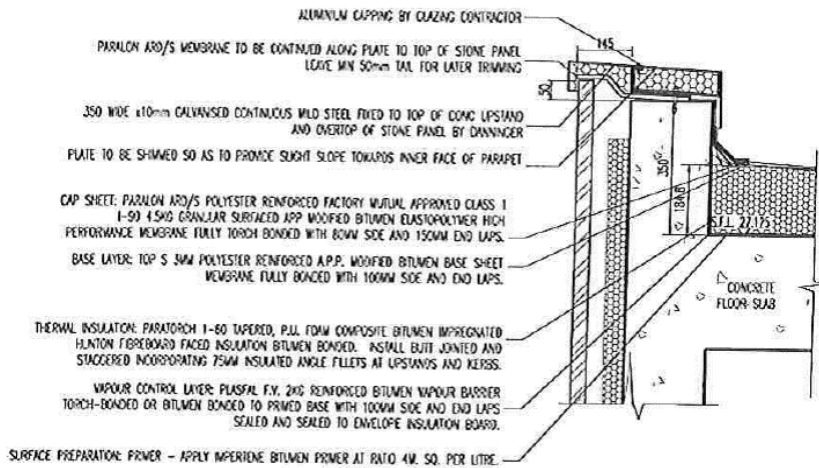 ALUMINIUM CAPPING BY GLAZING CONTRACTOR
PARALON ARD/S MEMBRANE TO BE CONTINUED ALONG PLATE TO TOP OF STONE PANEL
LEAVE MIN 50mm TAIL FOR LATER TRIMMING
350 WIDE x10mm GALVANISED CONTINUOUS MILD STEEL FIXED TO TOP OF CONC UPSTAND
AND OVERTOP OF STONE PANEL BY DANNINGER
PLATE TO BE SHIMMED SO AS TO PROVIDE SLIGHT SLOPE TOWARDS INNER FACE OF PARAPET
CAP SHEET: PARALON ARD/S POLYESTER REINFORCED FACTORY MUTUAL APPROVED CLASS 1
1-90 4.5KG GRANULAR SURFACED APP MODIFIED BITUMEN ELASTOPOLYMER HIGH
PERFORMANCE MEMBRANE FULLY TORCH BONDED WITH 80MM SIDE AND 150MM END LAPS.
BASE LAYER: TOP S 3MM POLYESTER REINFORCED A.P.P. MODIFIED BITUMEN BASE SHEET
MEMBRANE FULLY BONDED WITH 100MM SIDE AND END LAPS.
THERMAL INSULATION: PARATORCH 1-60 TAPERED, P.U. FOAM COMPOSITE BITUMEN IMPREGNATED
HUNTON FIBREBOARD FACED INSULATION BITUMEN BONDED. INSTALL BUTT JOINTED AND
STAGGERED INCORPORATING 75MM INSULATED ANGLE FILLETS AT UPSTANDS AND KERBS.
VAPOUR CONTROL LAYER: PLASFAL F.V. 2KG REINFORCED BITUMEN VAPOUR BARRIER
TORCH-BONDED OR BITUMEN BONDED TO PRIMED BASE WITH 100MM SIDE AND END LAPS
SEALED AND SEALED TO ENVELOPE INSULATION BOARD.
SURFACE PREPARATION: PRIMER - APPLY IMPERTENE BITUMEN PRIMER AT RATIO 4M. SQ. PER LITRE.
145
50
350
S.F.L. 27.175
CONCRETE
FLOOR-SLAB